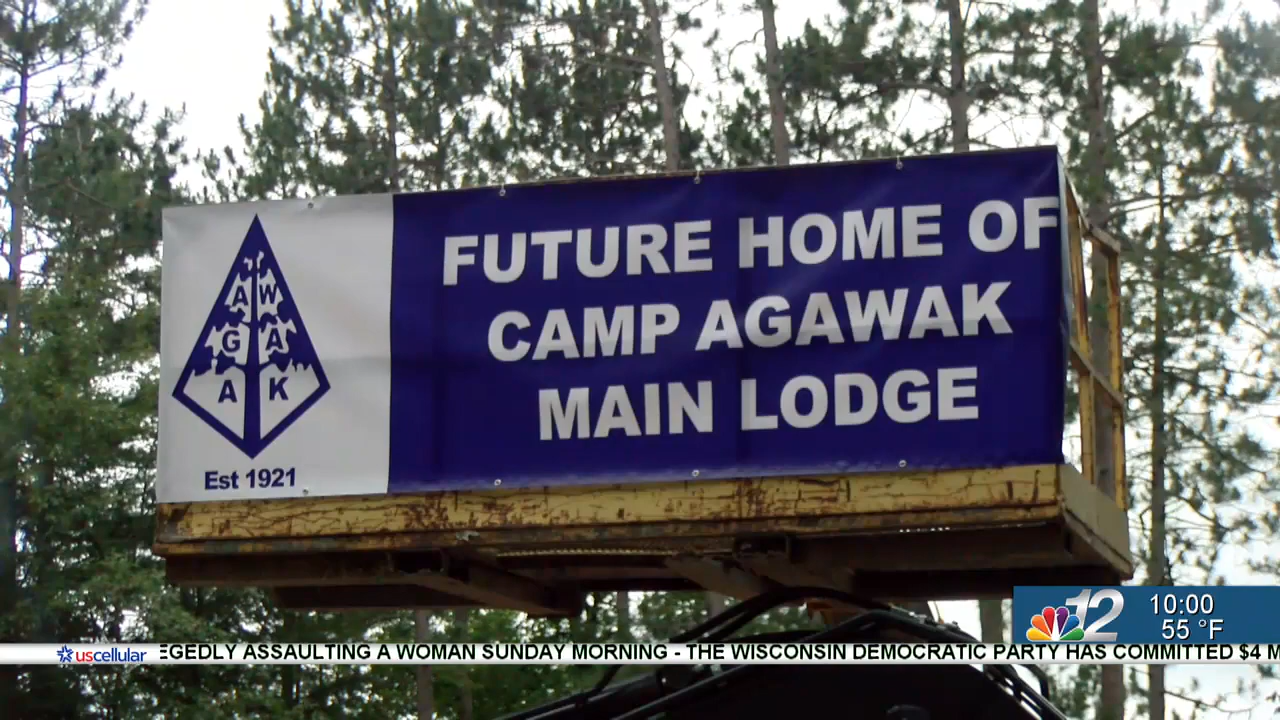 FUTURE HOME OF
CAMP AGAWAK
MAIN LODGE
A W
G A
A K
Est 1921
12
10:00
55 °F
uscellular
EGEDLY ASSAULTING A WOMAN SUNDAY MORNING - THE WISCONSIN DEMOCRATIC PARTY HAS COMMITTED $4 M